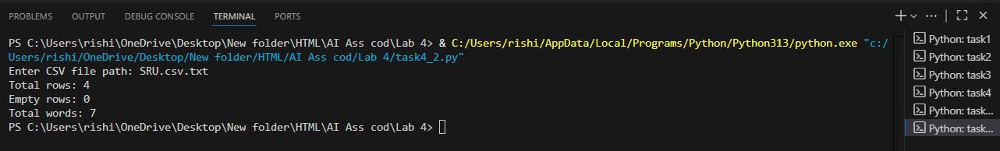 PROBLEMS OUTPUT DEBUG CONSOLE TERMINAL PORTS
PS C:\Users\rishi\OneDrive\Desktop\New folder\HTML\AI Ass cod\Lab 4> & C:/Users/rishi/AppData/Local/Programs/Python/Python313/python.exe "c:/
Users/rishi/OneDrive/Desktop/New folder/HTML/AI Ass cod/Lab 4/task4_2.py"
Enter CSV file path: SRU.csv.txt
Total rows: 4
Empty rows: 0
Total words: 7
PS C:\Users\rishi\OneDrive\Desktop\New folder\HTML\AI Ass cod\Lab 4>
Python: task1
Python: task2
Python: task3
Python: task4
Python: task...
Python: task...